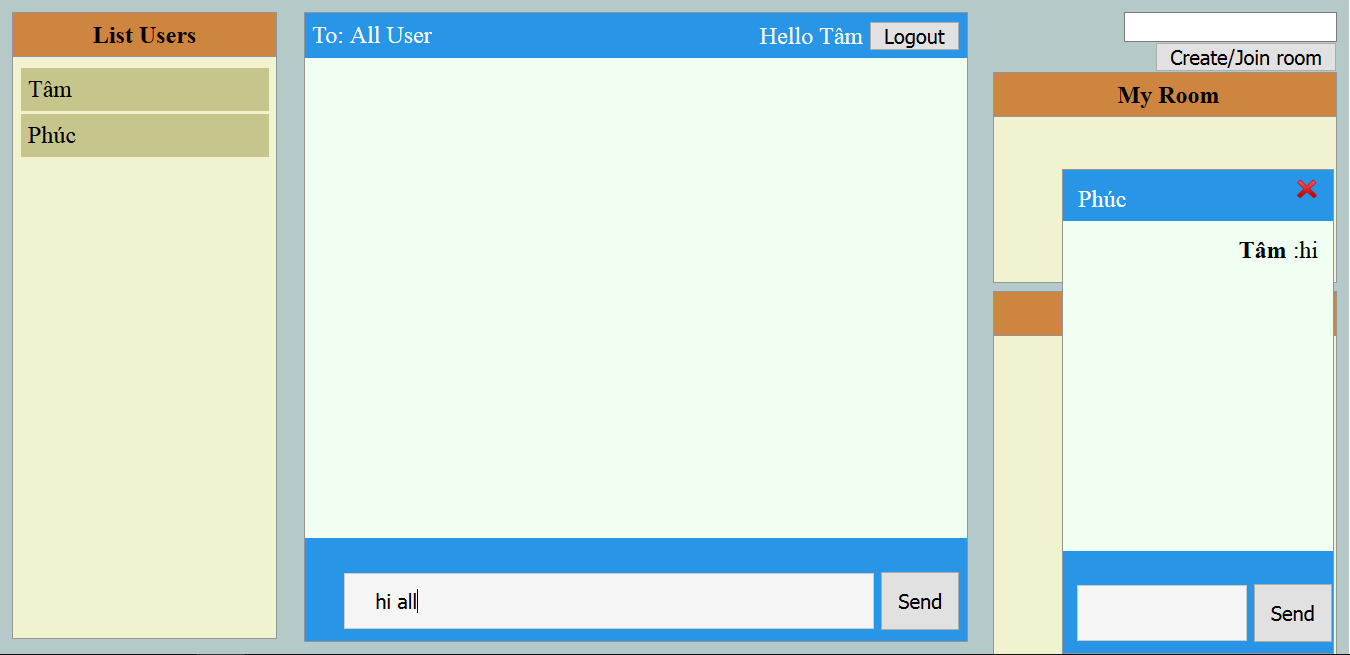 List Users
Tâm
Phúc
To: All User
Hello Tâm
Logout
hi all
Send
Create/Join room
My Room
Phúc
Tâm :hi
Send